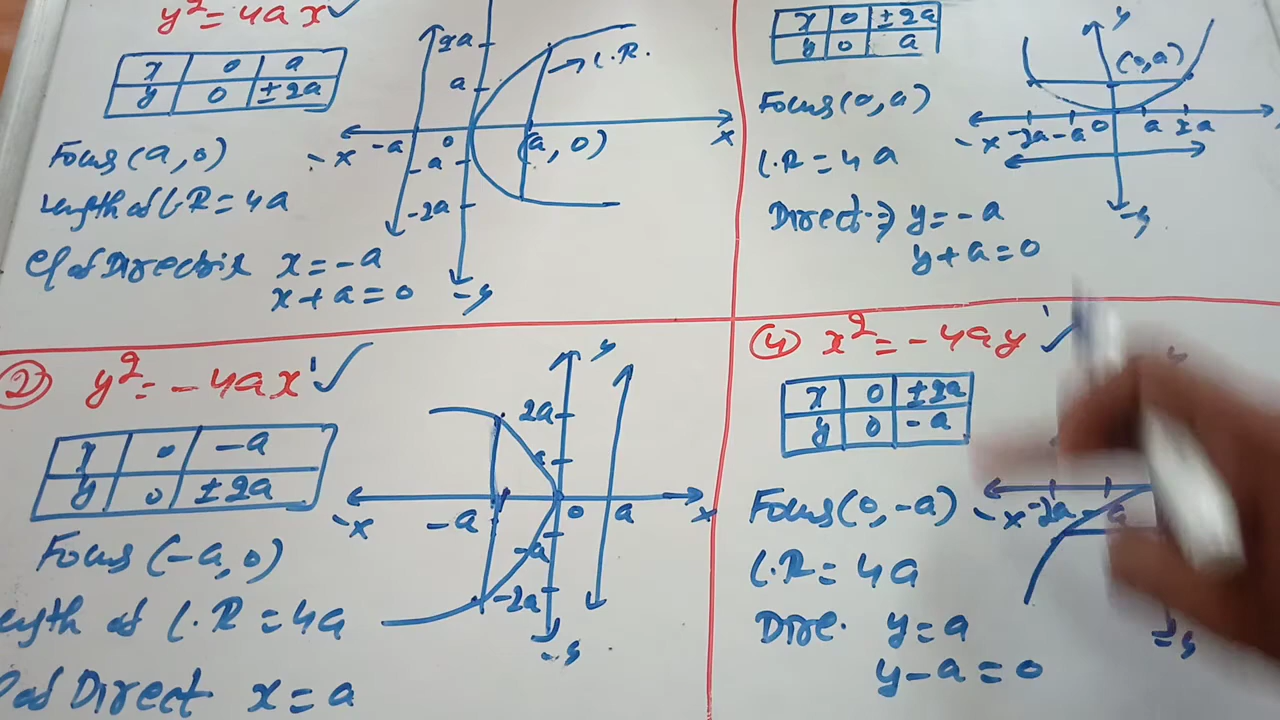 y² = 4ax ✓
x 0 a
y 0 ±2a
Focus (a, 0)
Length of L.R = 4a
Eq of Directrix x = -a
x + a = 0
2a
a
L.R.
-x -a 0 (a, 0) x
-a
-2a
-y
x 0 ±2a
y 0 a
Focus (0, a)
L.R = 4a
Direct. ⇒ y = -a
y + a = 0
y
(0, a)
-x -2a -a 0 a 2a
-y
② y² = -4ax ✓
x 0 -a
y 0 ±2a
Focus (-a, 0)
ength of L.R = 4a
of Direct x = a
y
2a
a
-x -a 0 a x
-a
-2a
-y
④ x² = -4ay ✓
x 0 ±2a
y 0 -a
Focus (0, -a)
L.R = 4a
Dire. y = a
y - a = 0
-x -2a -a
-y